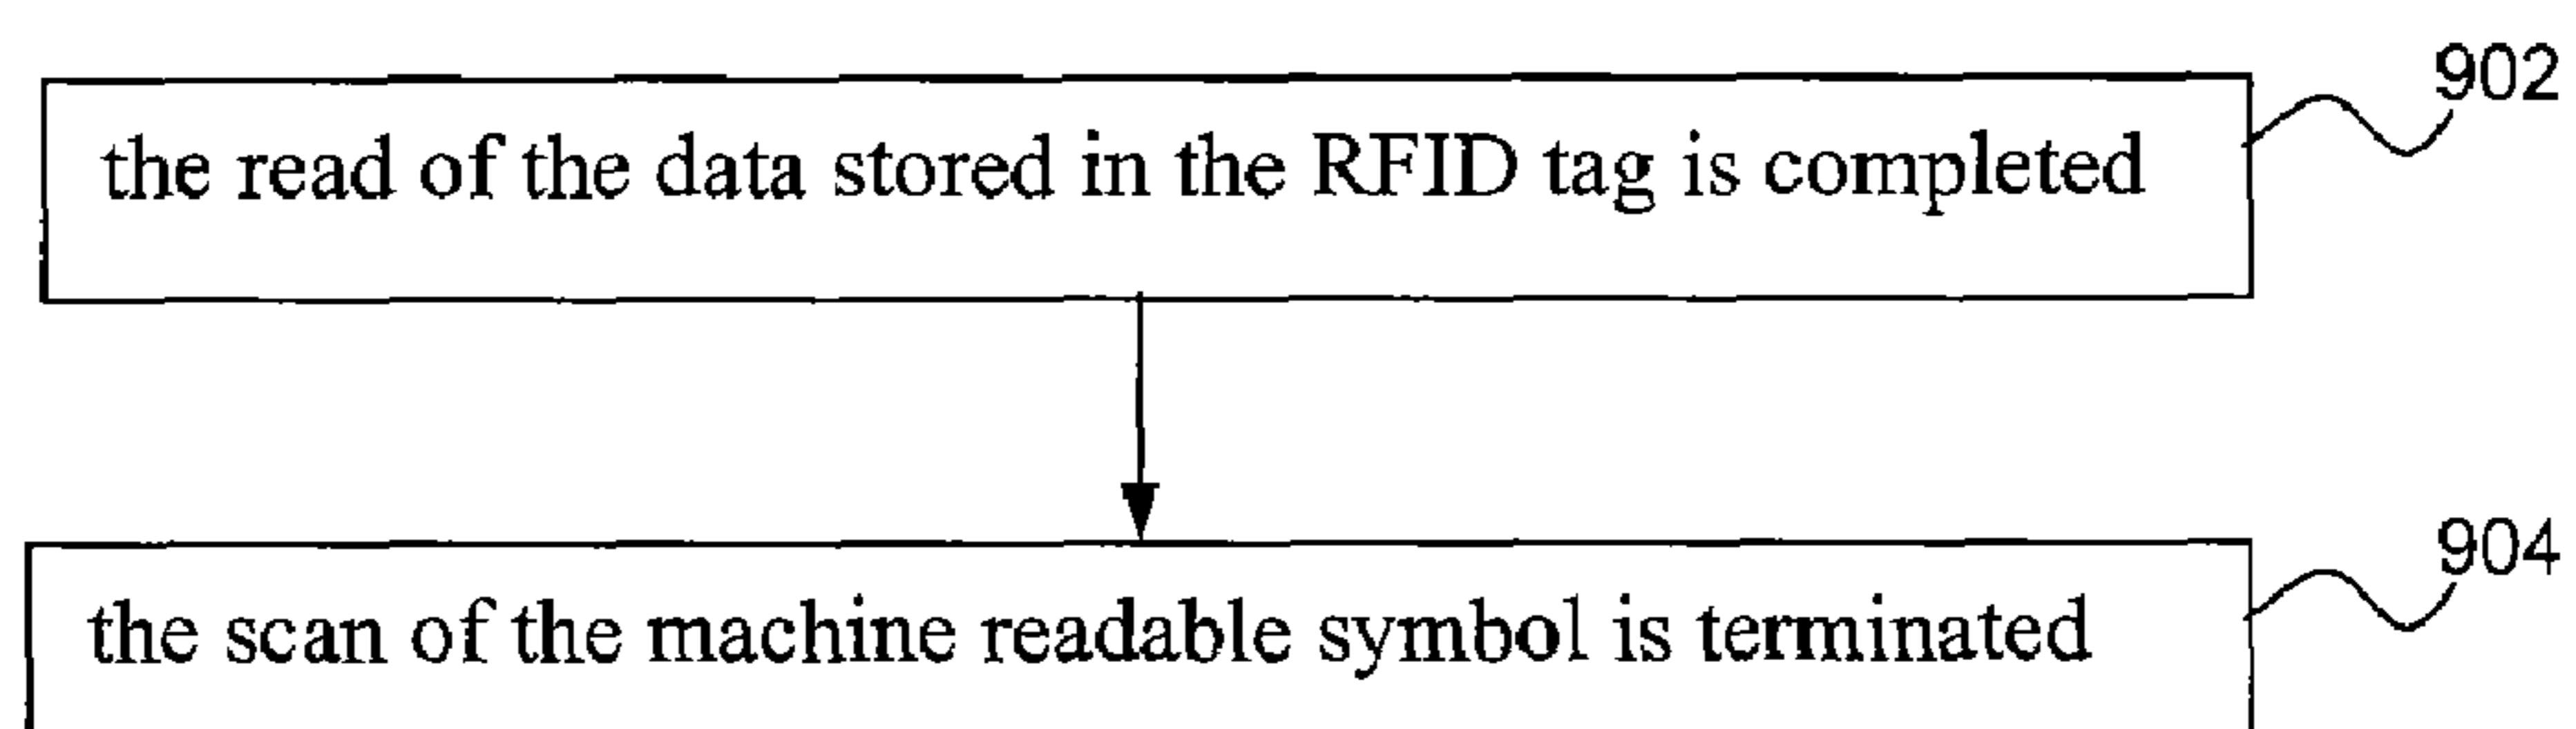 902
the read of the data stored in the RFID tag is completed
904
the scan of the machine readable symbol is terminated